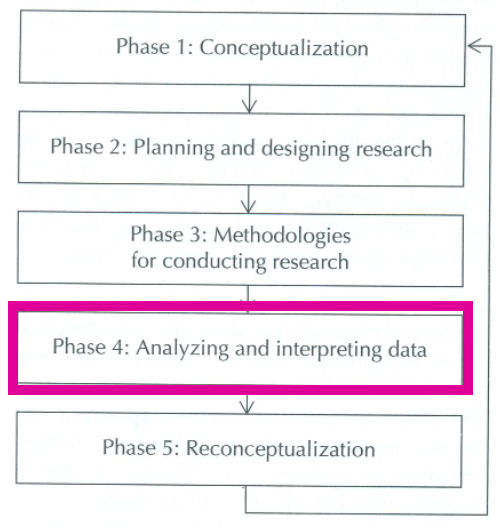 Phase 1: Conceptualization
Phase 2: Planning and designing research
Phase 3: Methodologies
for conducting research
Phase 4: Analyzing and interpreting data
Phase 5: Reconceptualization